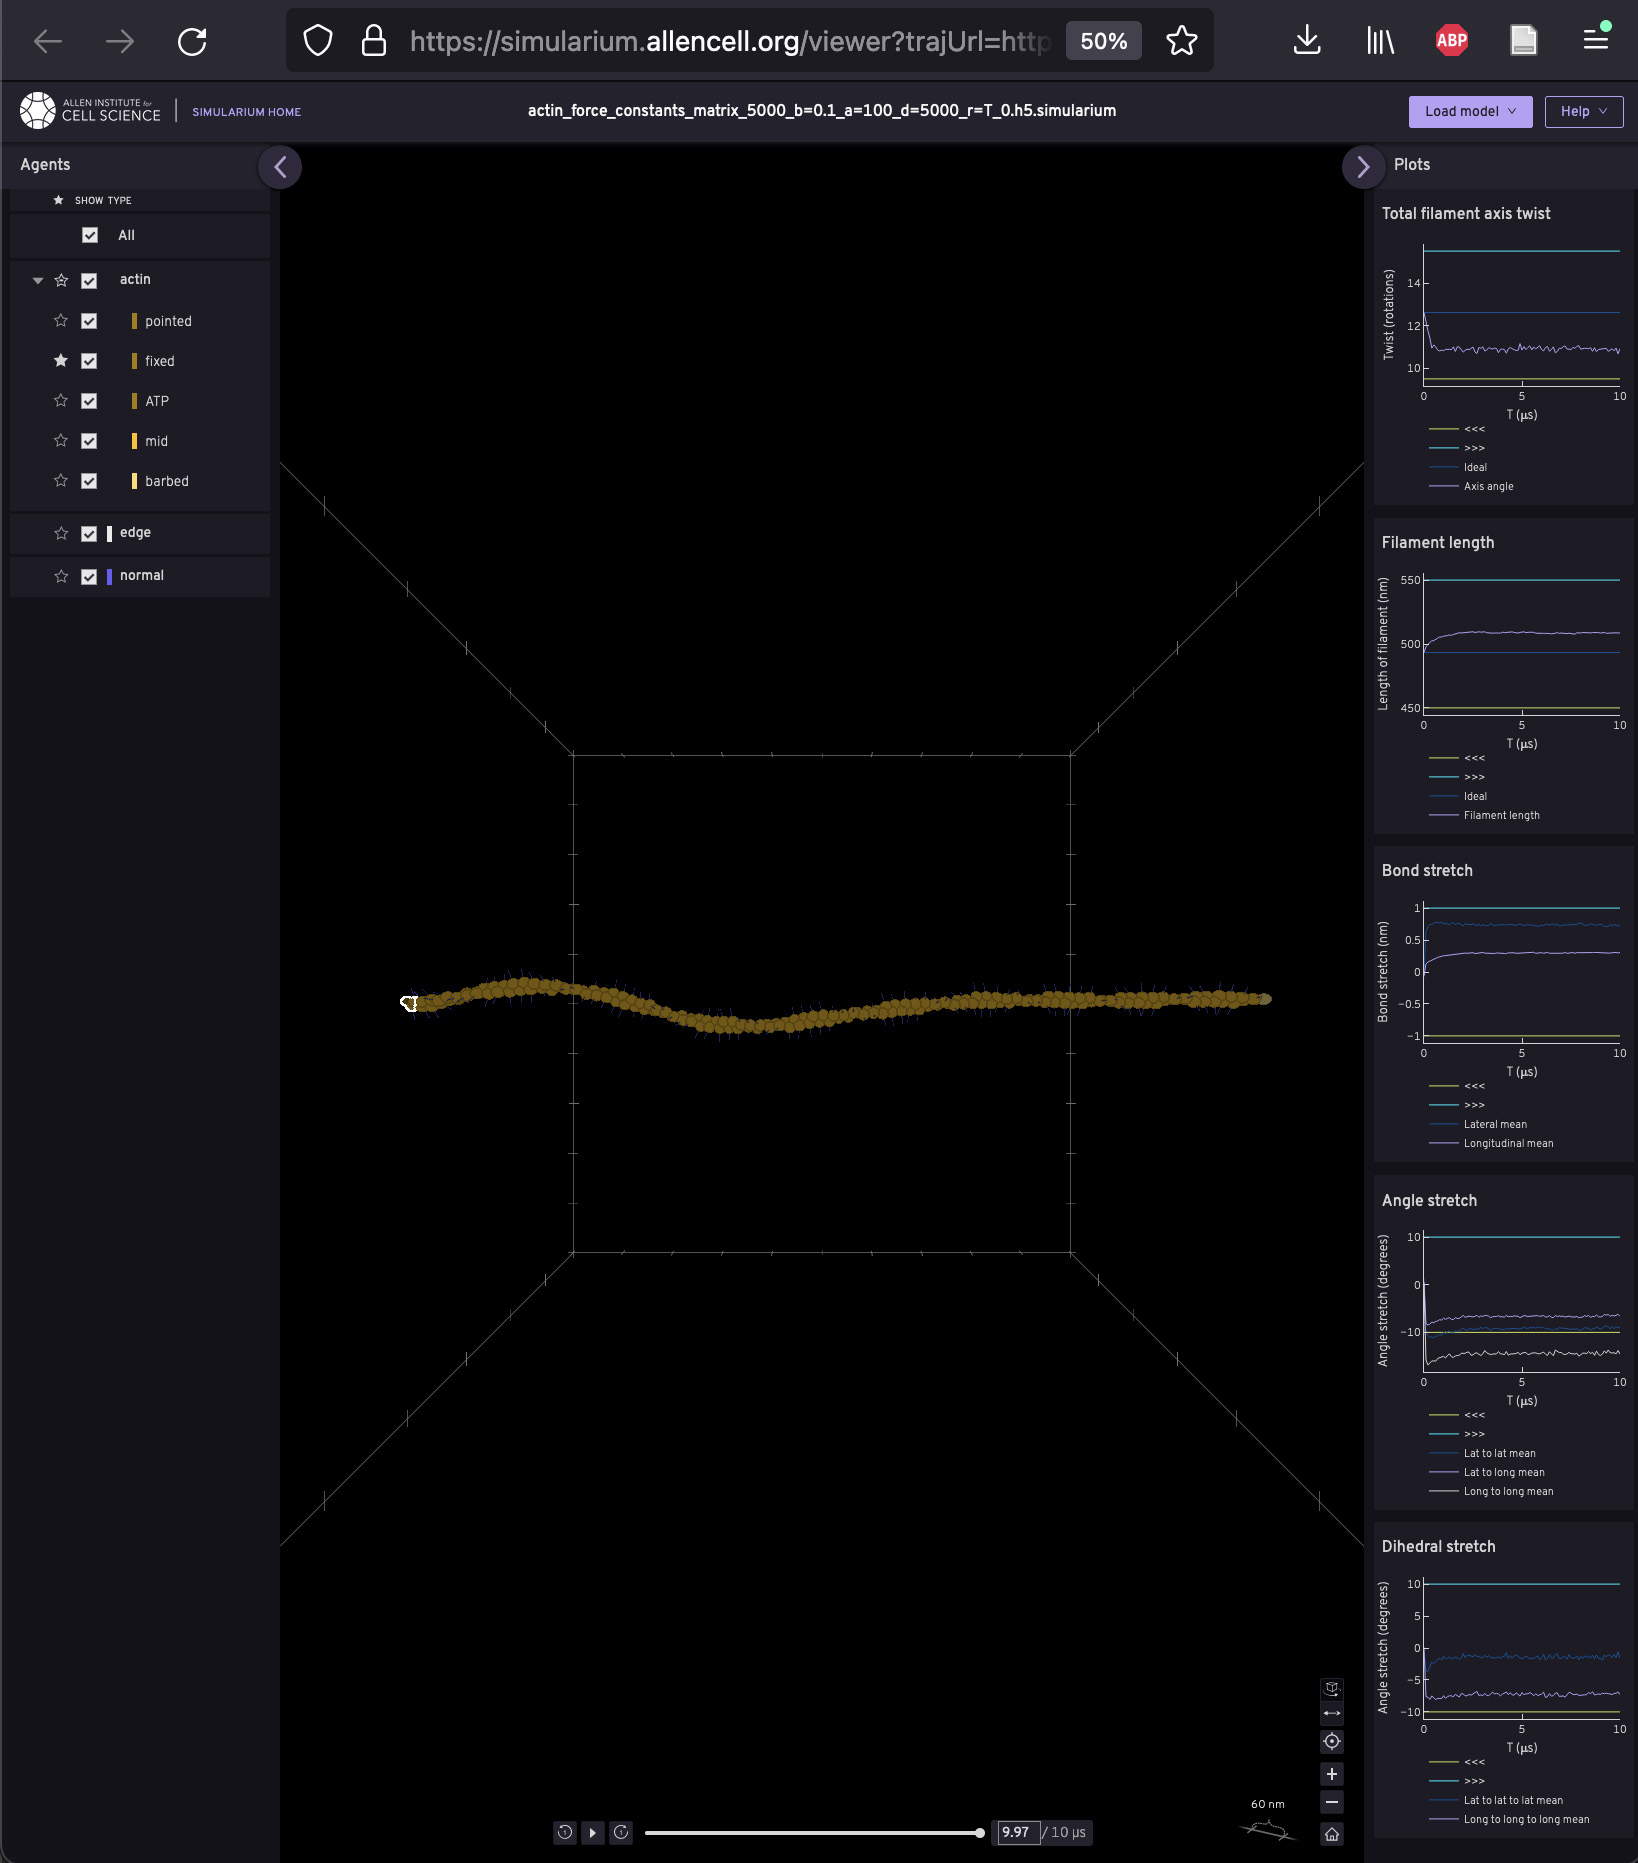 https://simularium.allencell.org/viewer?trajUrl=http
50%
ABP
ALLEN INSTITUTE for
CELL SCIENCE
SIMULARIUM HOME
actin_force_constants_matrix_5000_b=0.1_a=100_d=5000_r=T_0.h5.simularium
Load model
Help
Agents
SHOW TYPE
All
actin
pointed
fixed
ATP
mid
barbed
edge
normal
60 nm
9.97 / 10 µs
Plots
Total filament axis twist
Twist (rotations)
14
12
10
0 5 10
T (µs)
<<<
>>>
Ideal
Axis angle
Filament length
Length of filament (nm)
550
500
450
0 5 10
T (µs)
<<<
>>>
Ideal
Filament length
Bond stretch
Bond stretch (nm)
1
0.5
0
−0.5
−1
0 5 10
T (µs)
<<<
>>>
Lateral mean
Longitudinal mean
Angle stretch
Angle stretch (degrees)
10
0
−10
0 5 10
T (µs)
<<<
>>>
Lat to lat mean
Lat to long mean
Long to long mean
Dihedral stretch
Angle stretch (degrees)
10
5
0
−5
−10
0 5 10
T (µs)
<<<
>>>
Lat to lat to lat mean
Long to long to long mean